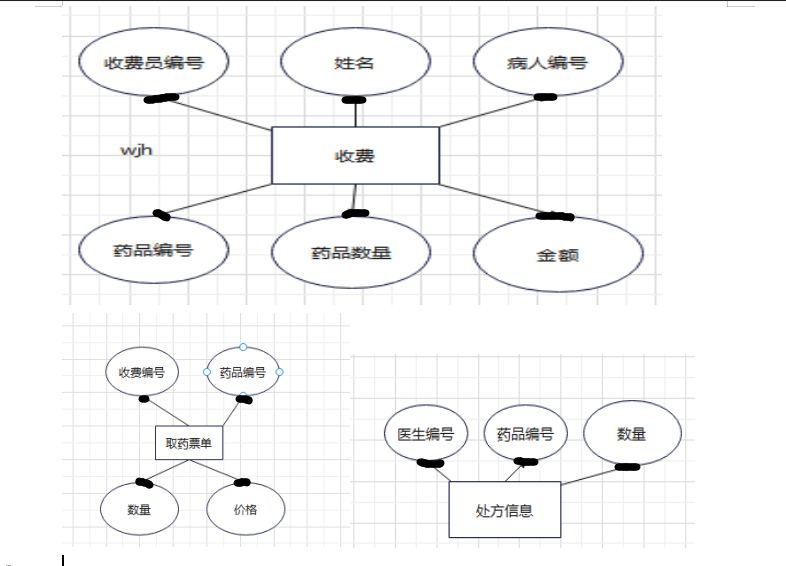 收费员编号
姓名
病人编号
wjh
收费
药品编号
药品数量
金额
收费编号
药品编号
取药票单
数量
价格
医生编号
药品编号
数量
处方信息